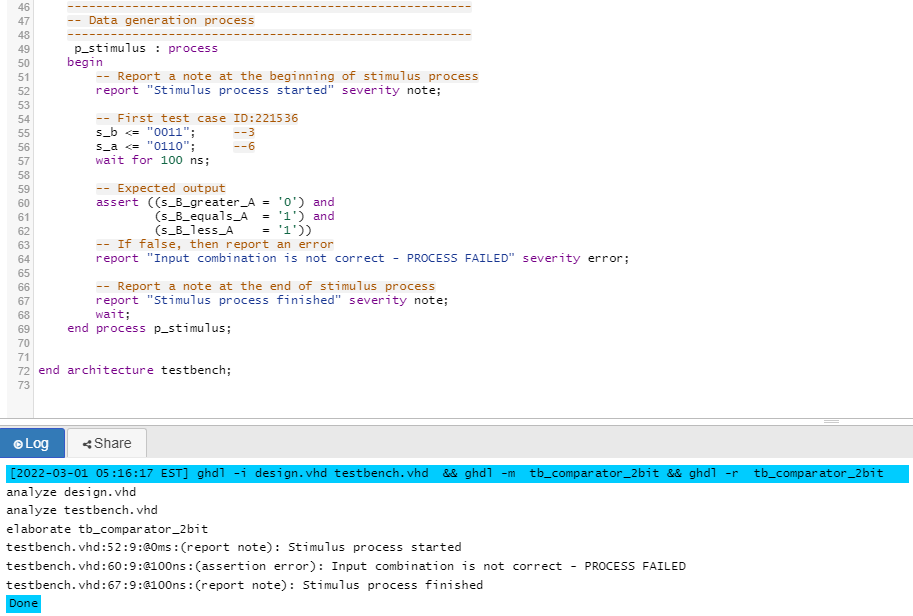 46 --------------------------------------------------------
47 -- Data generation process
48 --------------------------------------------------------
49 p_stimulus : process
50 begin
51 -- Report a note at the beginning of stimulus process
52 report "Stimulus process started" severity note;
53
54 -- First test case ID:221536
55 s_b <= "0011"; --3
56 s_a <= "0110"; --6
57 wait for 100 ns;
58
59 -- Expected output
60 assert ((s_B_greater_A = '0') and
61 (s_B_equals_A = '1') and
62 (s_B_less_A = '1'))
63 -- If false, then report an error
64 report "Input combination is not correct - PROCESS FAILED" severity error;
65
66 -- Report a note at the end of stimulus process
67 report "Stimulus process finished" severity note;
68 wait;
69 end process p_stimulus;
70
71
72 end architecture testbench;
73
Log Share
[2022-03-01 05:16:17 EST] ghdl -i design.vhd testbench.vhd && ghdl -m tb_comparator_2bit && ghdl -r tb_comparator_2bit
analyze design.vhd
analyze testbench.vhd
elaborate tb_comparator_2bit
testbench.vhd:52:9:@0ms:(report note): Stimulus process started
testbench.vhd:60:9:@100ns:(assertion error): Input combination is not correct - PROCESS FAILED
testbench.vhd:67:9:@100ns:(report note): Stimulus process finished
Done